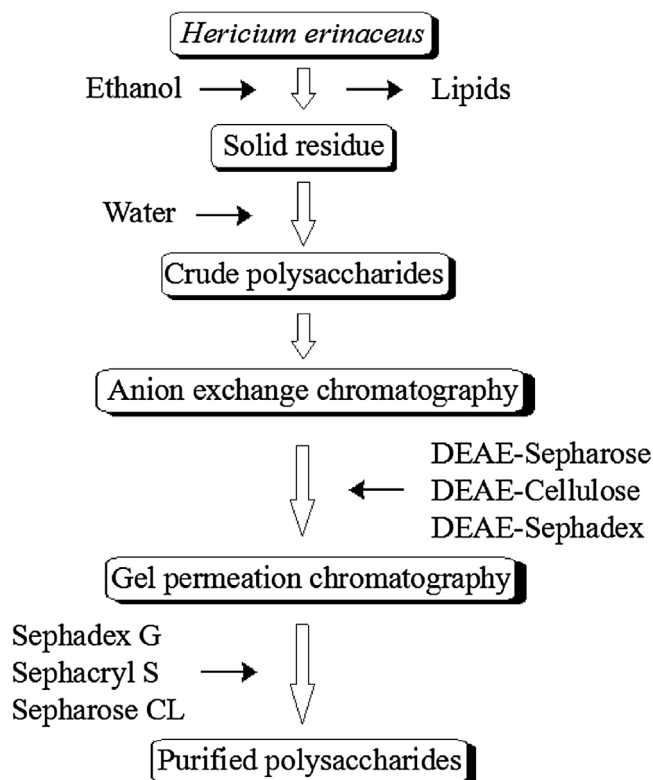 Hericium erinaceus
Ethanol
Lipids
Solid residue
Water
Crude polysaccharides
Anion exchange chromatography
DEAE-Sepharose
DEAE-Cellulose
DEAE-Sephadex
Gel permeation chromatography
Sephadex G
Sephacryl S
Sepharose CL
Purified polysaccharides